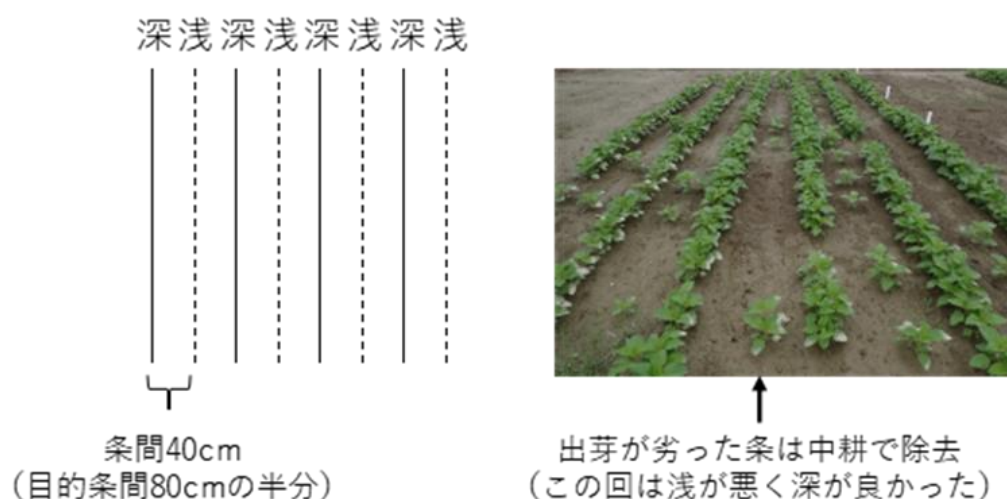 深浅深浅深浅深浅
条間40cm
（目的条間80cmの半分）
出芽が劣った条は中耕で除去
（この回は浅が悪く深が良かった）